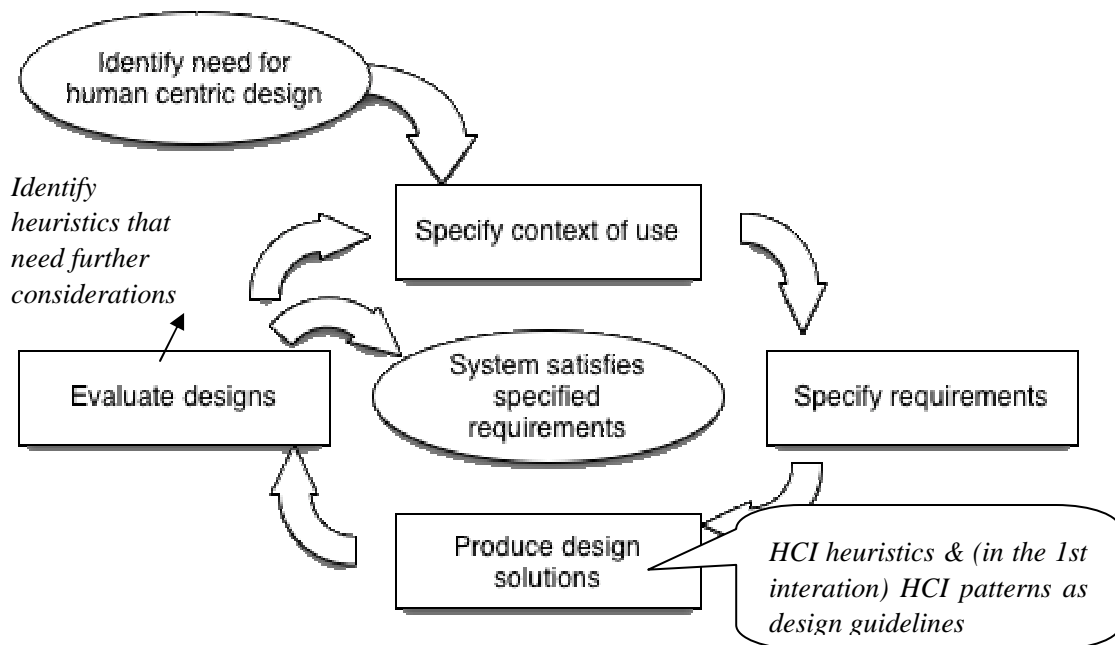 Identify need for
human centric design
Identify
heuristics that
need further
considerations
Specify context of use
Evaluate designs
System satisfies
specified
requirements
Specify requirements
Produce design
solutions
HCI heuristics & (in the 1st
interation) HCI patterns as
design guidelines